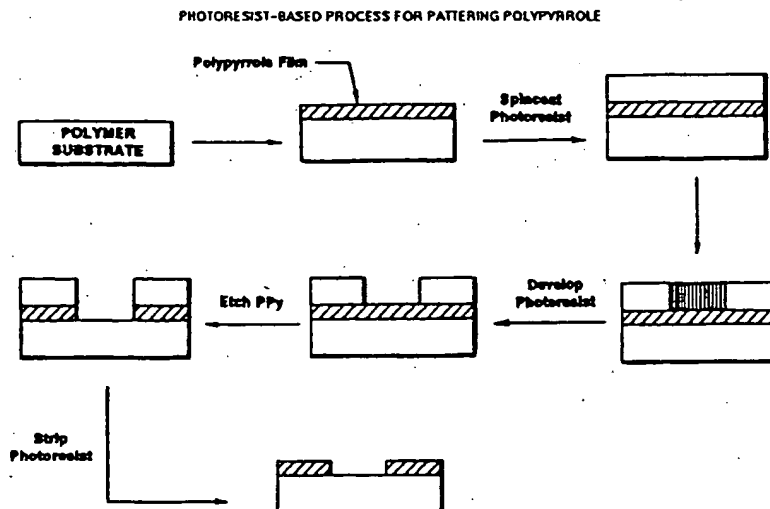 PHOTORESIST-BASED PROCESS FOR PATTERING POLYPYRROLE
Polypyrrole Film
POLYMER
SUBSTRATE
Spincoat
Photoresist
Develop
Photoresist
Etch PPy
Strip
Photoresist